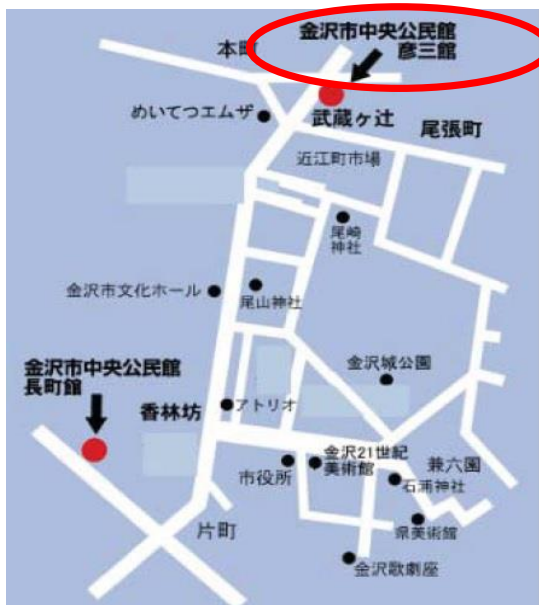 金沢市中央公民館
彦三館
本町
めいてつエムザ
武蔵ヶ辻
尾張町
近江町市場
尾崎
神社
金沢市文化ホール
尾山神社
金沢市中央公民館
長町館
金沢城公園
香林坊
アトリオ
金沢21世紀
美術館
市役所
兼六園
石浦神社
片町
県美術館
金沢歌劇座